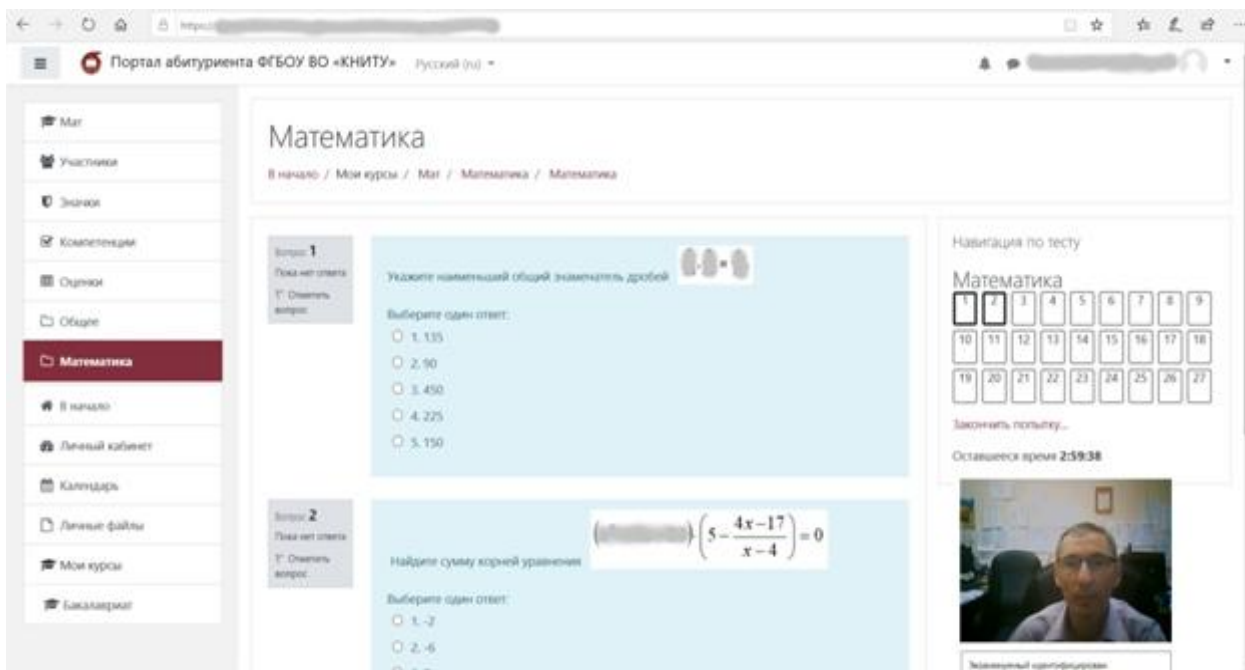 https://
Портал абитуриента ФГБОУ ВО «КНИТУ» Русский (ru)
Мат
Участники
Значки
Компетенции
Оценки
Общее
Математика
В начало
Личный кабинет
Календарь
Личные файлы
Мои курсы
Бакалавриат
Математика
В начало / Мои курсы / Мат / Математика / Математика
Вопрос 1
Пока нет ответа
Отметить вопрос
Укажите наименьший общий знаменатель дробей
Выберите один ответ:
1. 135
2. 90
3. 450
4. 225
5. 150
Вопрос 2
Пока нет ответа
Отметить вопрос
Найдите сумму корней уравнения
(5 - (4x-17)/(x-4)) = 0
Выберите один ответ:
1. -2
2. -6
Навигация по тесту
Математика
1 2 3 4 5 6 7 8 9
10 11 12 13 14 15 16 17 18
19 20 21 22 23 24 25 26 27
Закончить попытку...
Оставшееся время 2:59:38
Экзаменуемый идентифицирован